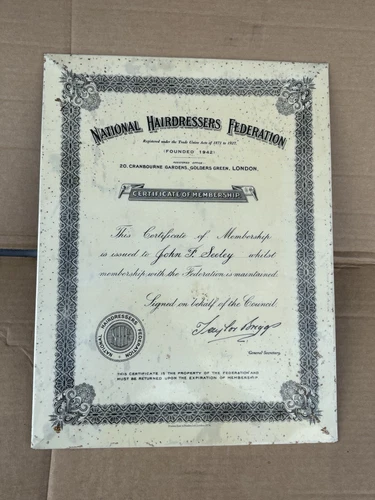 NATIONAL HAIRDRESSERS FEDERATION
Registered under the Trade Union Acts of 1871 to 1927.
(FOUNDED 1942)
REGISTERED OFFICE:
20, CRANBOURNE GARDENS, GOLDERS GREEN, LONDON.
CERTIFICATE OF MEMBERSHIP
This Certificate of Membership
is issued to John F. Seeley whilst
membership with the Federation is maintained.
Signed on behalf of the Council
Taylor Briggs
General Secretary.
NATIONAL HAIRDRESSERS FEDERATION
THIS CERTIFICATE IS THE PROPERTY OF THE FEDERATION AND
MUST BE RETURNED UPON THE EXPIRATION OF MEMBERSHIP